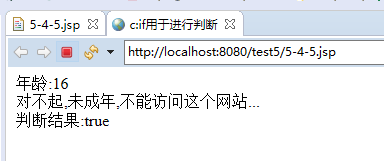 5-4-5.jsp
c:if用于进行判断
http://localhost:8080/test5/5-4-5.jsp
年龄:16
对不起,未成年,不能访问这个网站...
判断结果:true